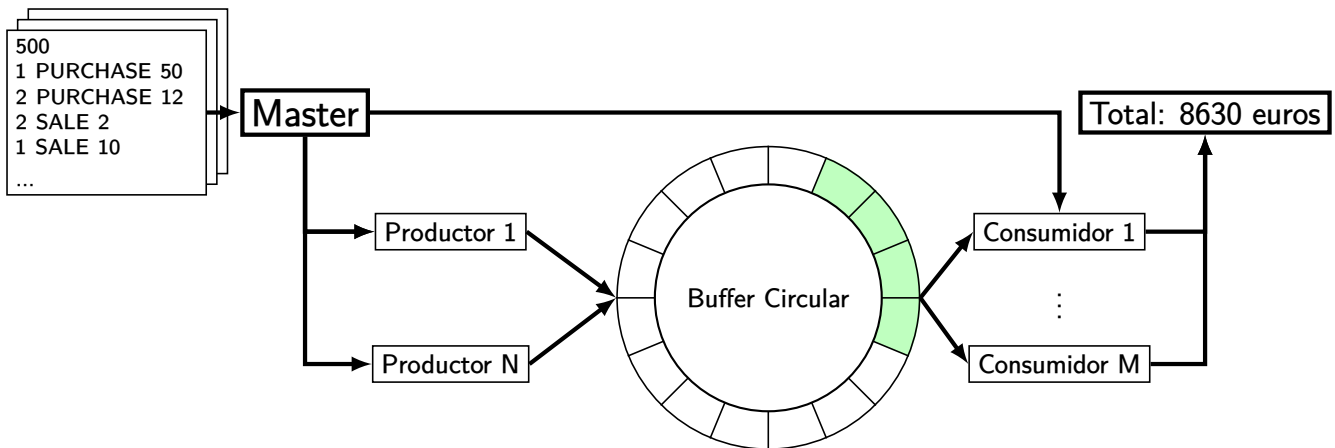 500
1 PURCHASE 50
2 PURCHASE 12
2 SALE 2
1 SALE 10
...
Master
Total: 8630 euros
Productor 1
Consumidor 1
Buffer Circular
⋮
Productor N
Consumidor M